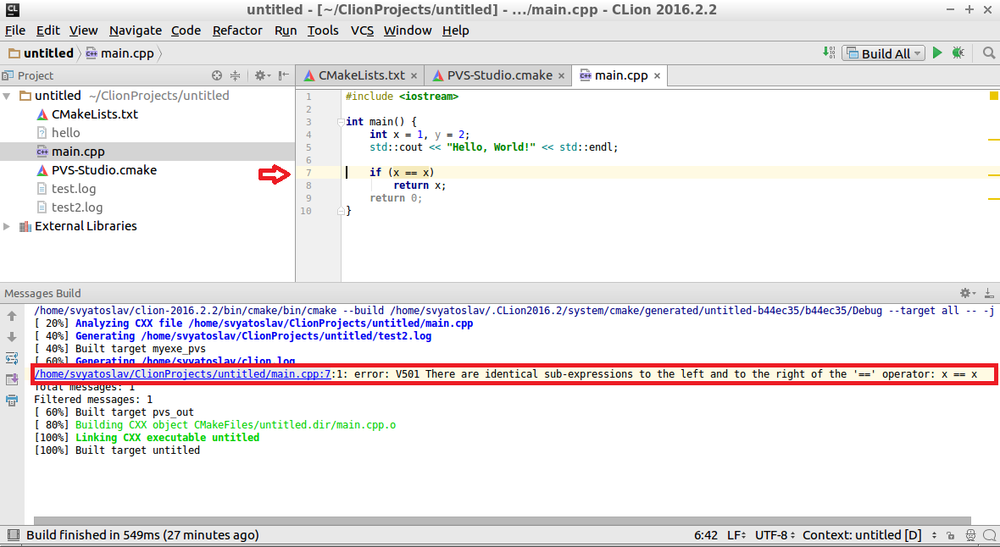 CL untitled - [~/ClionProjects/untitled] - .../main.cpp - CLion 2016.2.2
File Edit View Navigate Code Refactor Run Tools VCS Window Help
untitled main.cpp Build All
Project
CMakeLists.txt PVS-Studio.cmake main.cpp
untitled ~/ClionProjects/untitled
CMakeLists.txt
hello
main.cpp
PVS-Studio.cmake
test.log
test2.log
External Libraries
1 #include <iostream>
2
3 int main() {
4 int x = 1, y = 2;
5 std::cout << "Hello, World!" << std::endl;
6
7 if (x == x)
8 return x;
9 return 0;
10 }
Messages Build
/home/svyatoslav/clion-2016.2.2/bin/cmake/bin/cmake --build /home/svyatoslav/.CLion2016.2/system/cmake/generated/untitled-b44ec35/b44ec35/Debug --target all -- -j
[ 20%] Analyzing CXX file /home/svyatoslav/ClionProjects/untitled/main.cpp
[ 40%] Generating /home/svyatoslav/ClionProjects/untitled/test2.log
[ 40%] Built target myexe_pvs
[ 60%] Generating /home/svyatoslav/clion.log
/home/svyatoslav/ClionProjects/untitled/main.cpp:7:1: error: V501 There are identical sub-expressions to the left and to the right of the '==' operator: x == x
Total messages: 1
Filtered messages: 1
[ 60%] Built target pvs_out
[ 80%] Building CXX object CMakeFiles/untitled.dir/main.cpp.o
[100%] Linking CXX executable untitled
[100%] Built target untitled
Build finished in 549ms (27 minutes ago) 6:42 LF UTF-8 Context: untitled [D]